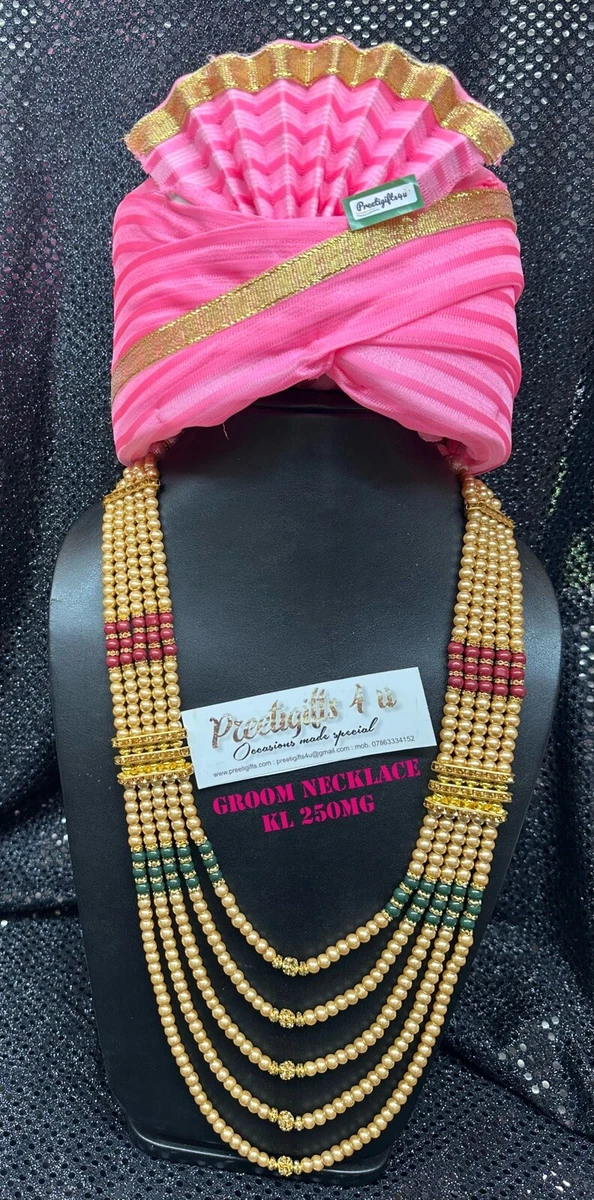 Preetigifts4u
Preetigifts 4 u
Occasions made special
www.preetigifts.com : preetigifts4u@gmail.com : mob. 07863334152
GROOM NECKLACE
KL 250MG